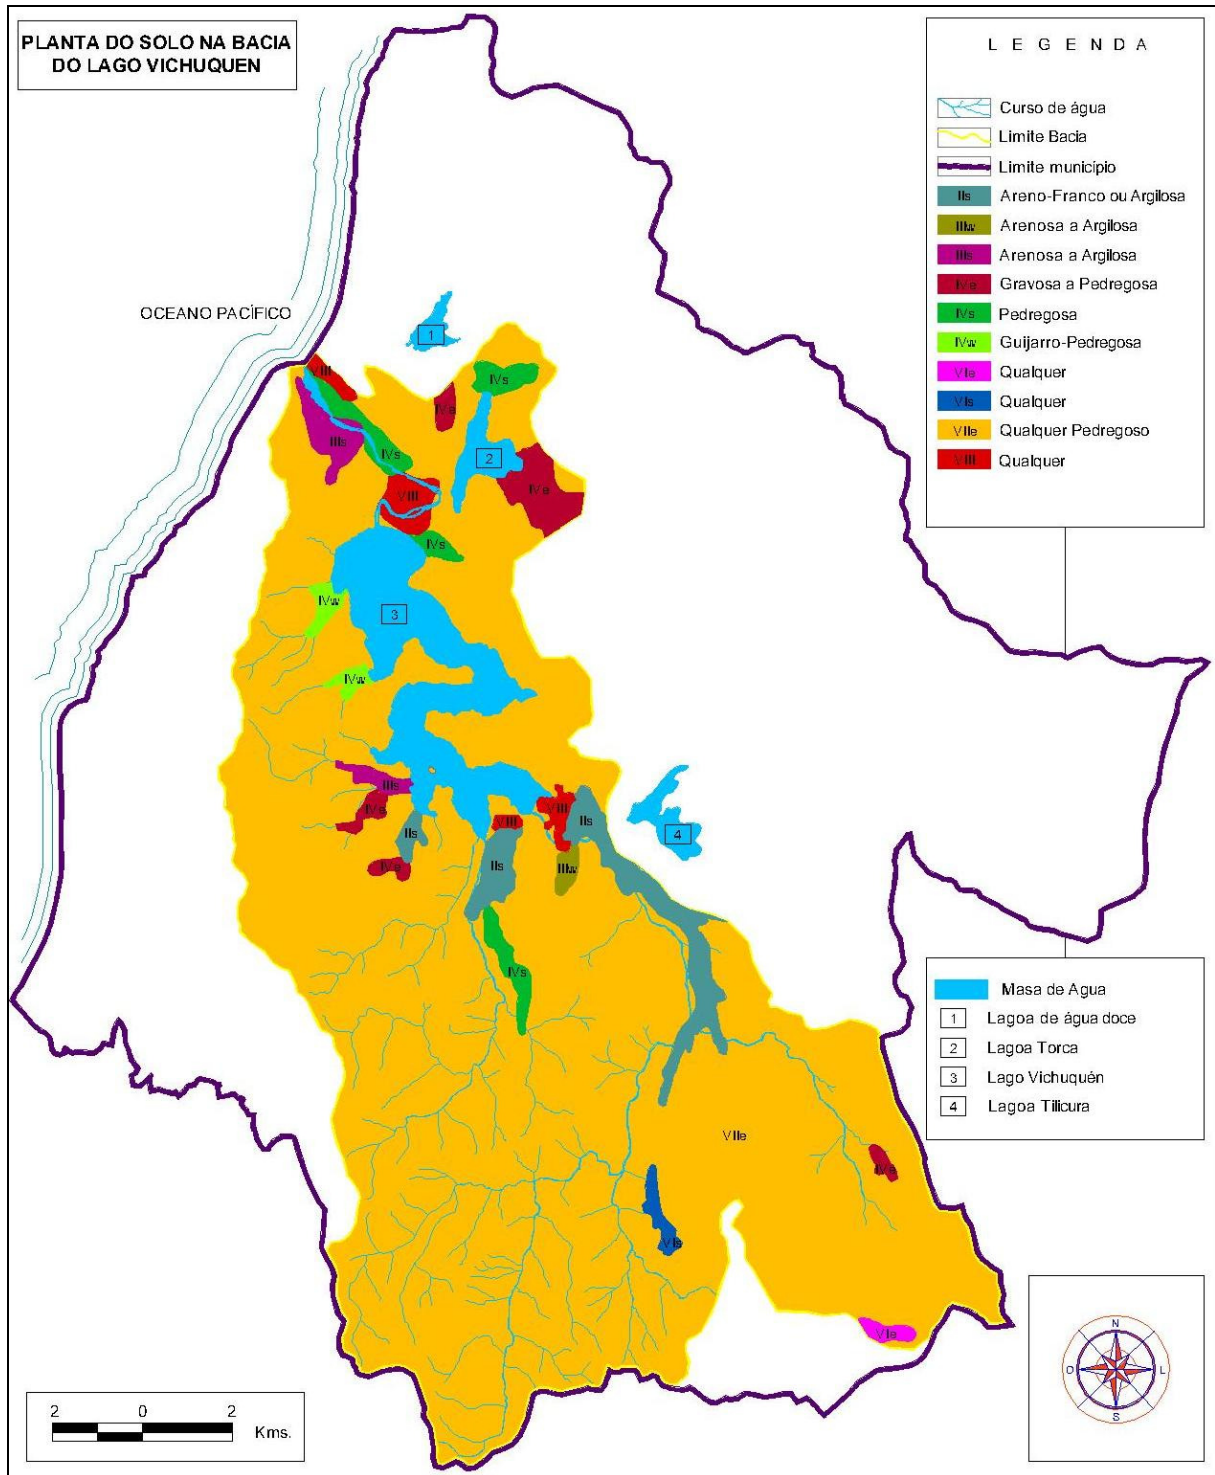 PLANTA DO SOLO NA BACIA
DO LAGO VICHUQUEN
L E G E N D A
Curso de água
Limite Bacia
Limite município
IIs Areno-Franco ou Argilosa
IIIw Arenosa a Argilosa
IIIs Arenosa a Argilosa
IVe Gravosa a Pedregosa
IVs Pedregosa
IVw Guijarro-Pedregosa
VIe Qualquer
VIs Qualquer
VIIe Qualquer Pedregoso
VIII Qualquer
OCEANO PACÍFICO
1
VIII
IVs
IVe
IIIs
IVs
2
IVe
VIII
IVs
IVw
3
IVw
IIIs
IVe
IIs
VIII
VIII
IIs
4
IVe
IIs
IIIw
IVs
VIIe
IVe
VIs
VIe
Masa de Agua
1 Lagoa de água doce
2 Lagoa Torca
3 Lago Vichuquén
4 Lagoa Tilicura
N
O L
S
2 0 2
Kms.